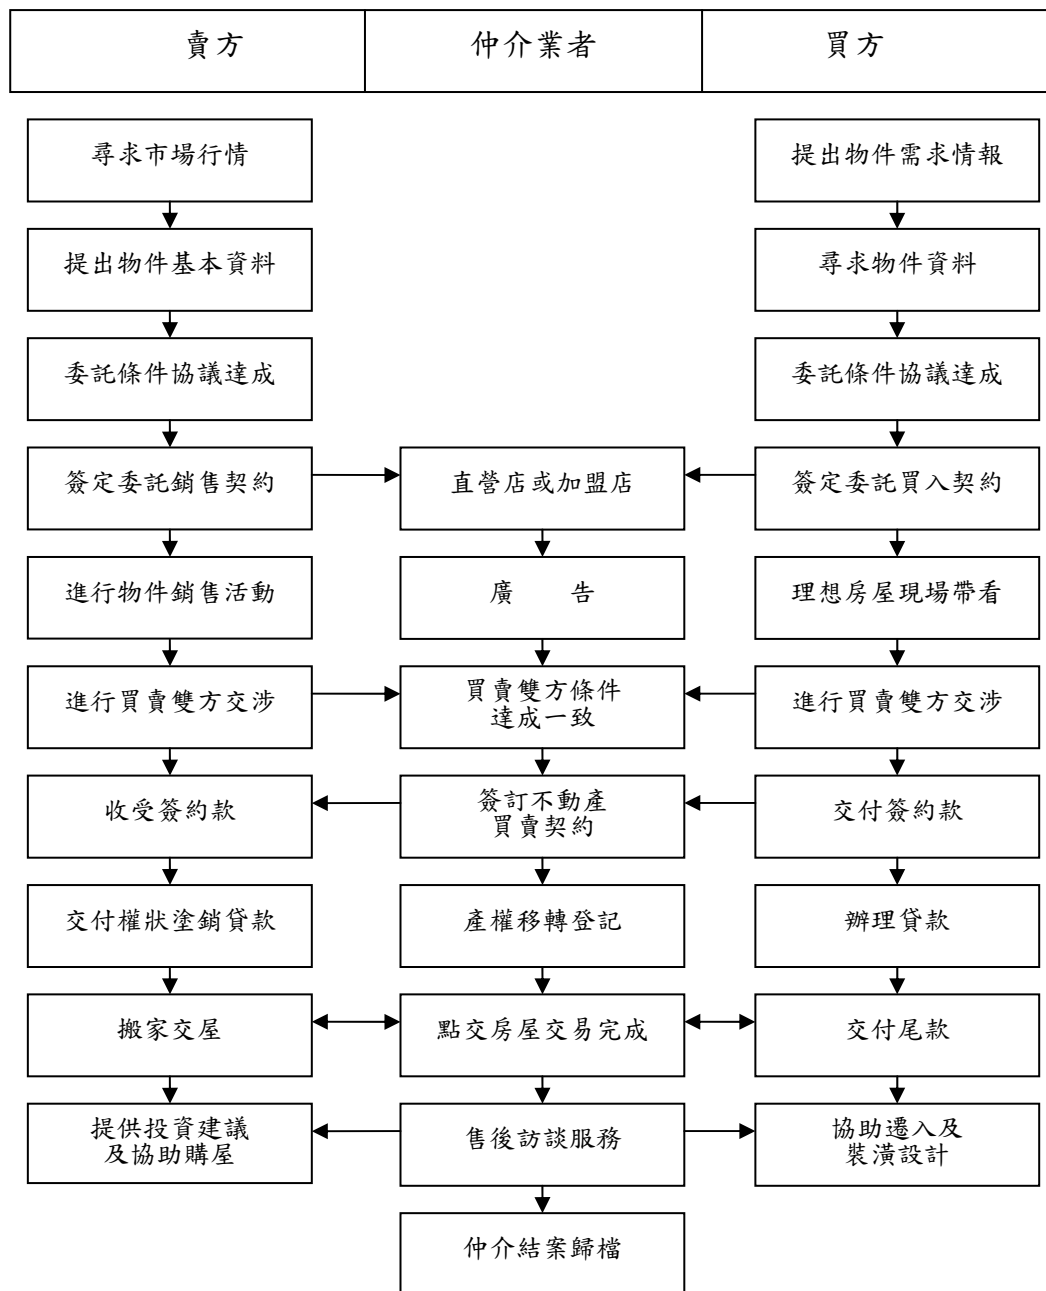 賣方 仲介業者 買方
尋求市場行情 提出物件需求情報
提出物件基本資料 尋求物件資料
委託條件協議達成 委託條件協議達成
簽定委託銷售契約 直營店或加盟店 簽定委託買入契約
進行物件銷售活動 廣 告 理想房屋現場帶看
進行買賣雙方交涉 買賣雙方條件 進行買賣雙方交涉
達成一致
收受簽約款 簽訂不動產 交付簽約款
買賣契約
交付權狀塗銷貸款 產權移轉登記 辦理貸款
搬家交屋 點交房屋交易完成 交付尾款
提供投資建議 售後訪談服務 協助遷入及
及協助購屋 裝潢設計
仲介結案歸檔